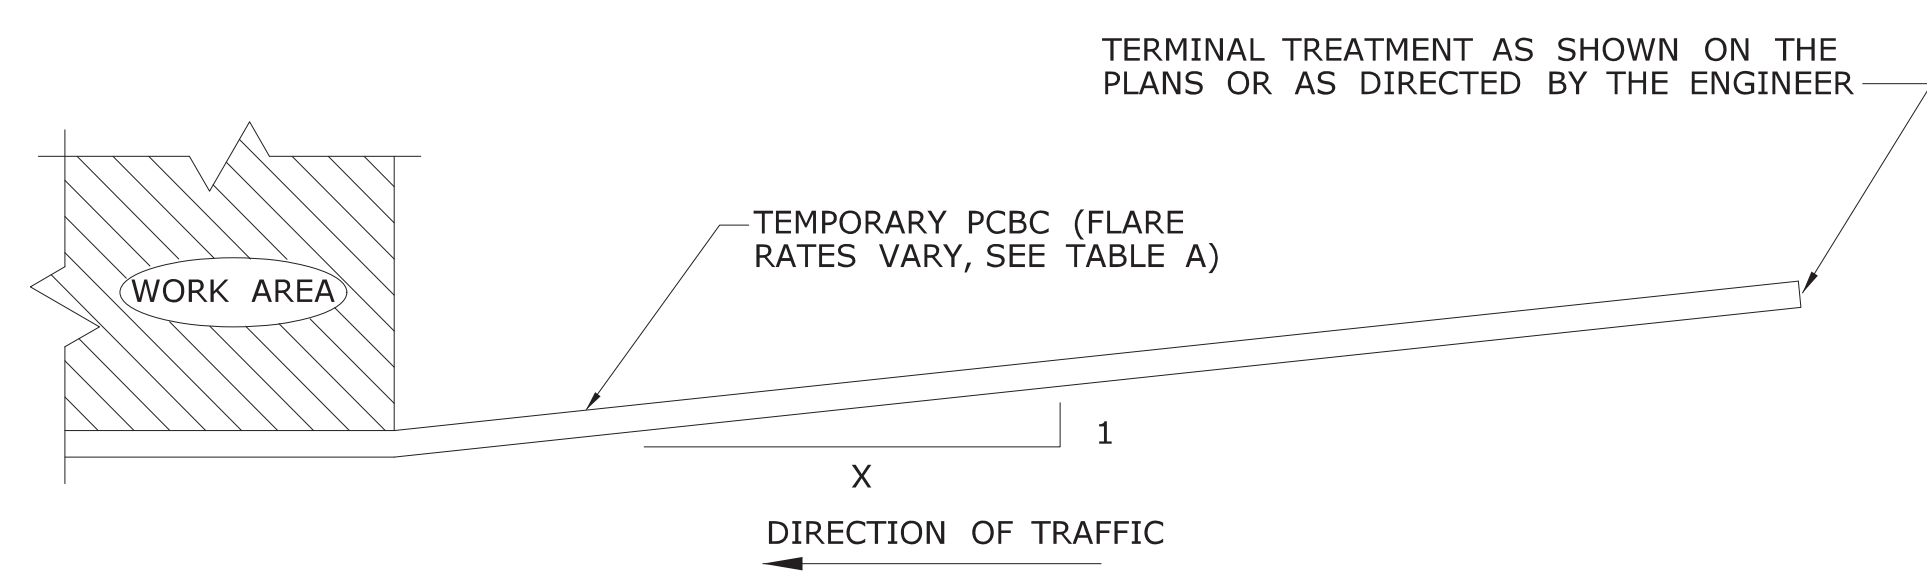 TERMINAL TREATMENT AS SHOWN ON THE
PLANS OR AS DIRECTED BY THE ENGINEER
TEMPORARY PCBC (FLARE
RATES VARY, SEE TABLE A)
WORK AREA
1
X
DIRECTION OF TRAFFIC